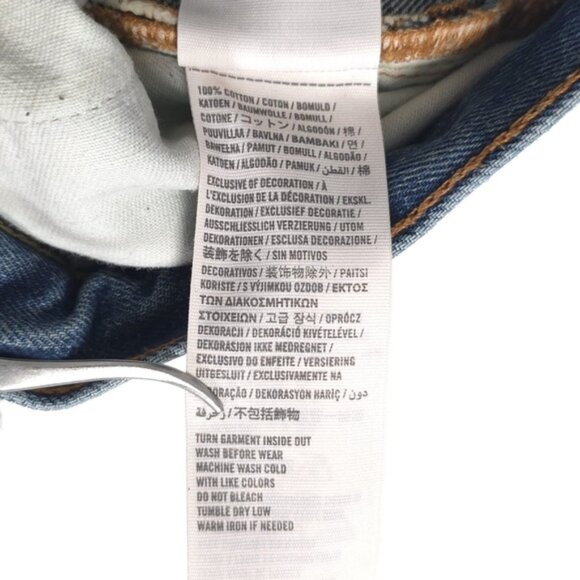 100% COTTON / COTON / BOMULD /
KATOEN / BAUMWOLLE / BOMULL /
COTONE / コットン / ALGODÓN / 棉 /
PUUVILLAA / BAVLNA / ΒΑΜΒΑΚΙ / 면 /
BAWEŁNA / PAMUT / BOMULL / ALGODÃO /
KATOEN / ALGODÃO / PAMUK / القطن / 棉
EXCLUSIVE OF DECORATION / À
L'EXCLUSION DE LA DÉCORATION / EKSKL.
DEKORATION / EXCLUSIEF DECORATIE /
AUSSCHLIESSLICH VERZIERUNG / UTOM
DEKORATIONEN / ESCLUSA DECORAZIONE /
装飾を除く / SIN MOTIVOS
DECORATIVOS / 装饰物除外 / PAITSI
KORISTE / S VÝJIMKOU OZDOB / ΕΚΤΟΣ
ΤΩΝ ΔΙΑΚΟΣΜΗΤΙΚΩΝ
ΣΤΟΙΧΕΙΩΝ / 고급 장식 / OPRÓCZ
DEKORACJI / DEKORÁCIÓ KIVÉTELÉVEL /
DEKORASJON IKKE MEDREGNET /
EXCLUSIVO DO ENFEITE / VERSIERING
UITGESLUIT / EXCLUSIVAMENTE NA
DECORAÇÃO / DEKORASYON HARİÇ / دون
زخرفة / 不包括飾物
TURN GARMENT INSIDE OUT
WASH BEFORE WEAR
MACHINE WASH COLD
WITH LIKE COLORS
DO NOT BLEACH
TUMBLE DRY LOW
WARM IRON IF NEEDED